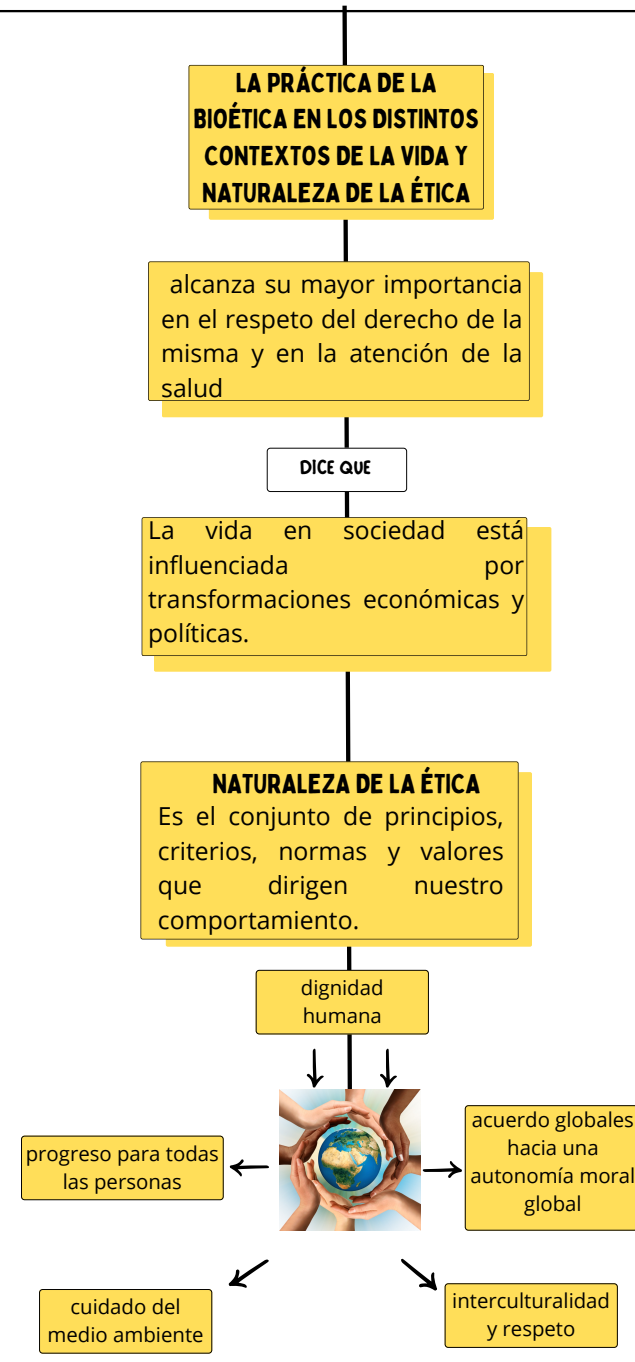 LA PRÁCTICA DE LA
BIOÉTICA EN LOS DISTINTOS
CONTEXTOS DE LA VIDA Y
NATURALEZA DE LA ÉTICA
alcanza su mayor importancia
en el respeto del derecho de la
misma y en la atención de la
salud
DICE QUE
La vida en sociedad está
influenciada por
transformaciones económicas y
políticas.
NATURALEZA DE LA ÉTICA
Es el conjunto de principios,
criterios, normas y valores
que dirigen nuestro
comportamiento.
dignidad
humana
progreso para todas
las personas
acuerdo globales
hacia una
autonomía moral
global
cuidado del
medio ambiente
interculturalidad
y respeto